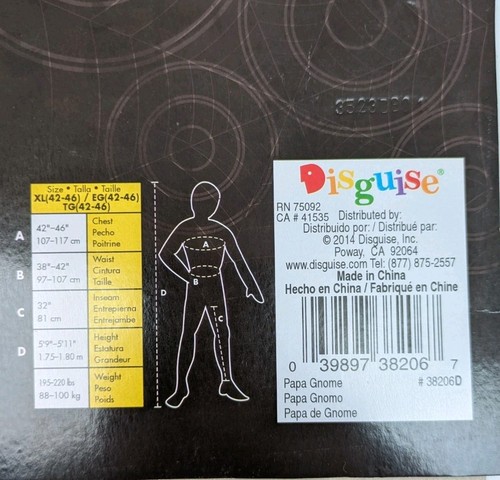 Size • Talla • Taille
XL(42-46) / EG(42-46)
TG(42-46)
A
42"-46"
107-117 cm
Chest
Pecho
Poitrine
B
38"-42"
97-107 cm
Waist
Cintura
Taille
C
32"
81 cm
Inseam
Entrepierna
Entrejambe
D
5'9"-5'11"
1.75-1.80 m
Height
Estatura
Grandeur
195-220 lbs
88-100 kg
Weight
Peso
Poids
A
B
C
D
Disguise®
RN 75092
CA # 41535 Distributed by:
Distribuido por: / Distribué par:
© 2014 Disguise, Inc.
Poway, CA 92064
www.disguise.com Tel: (877) 875-2557
Made in China
Hecho en China / Fabriqué en Chine
0 39897 38206 7
Papa Gnome # 38206D
Papa Gnomo
Papa de Gnome